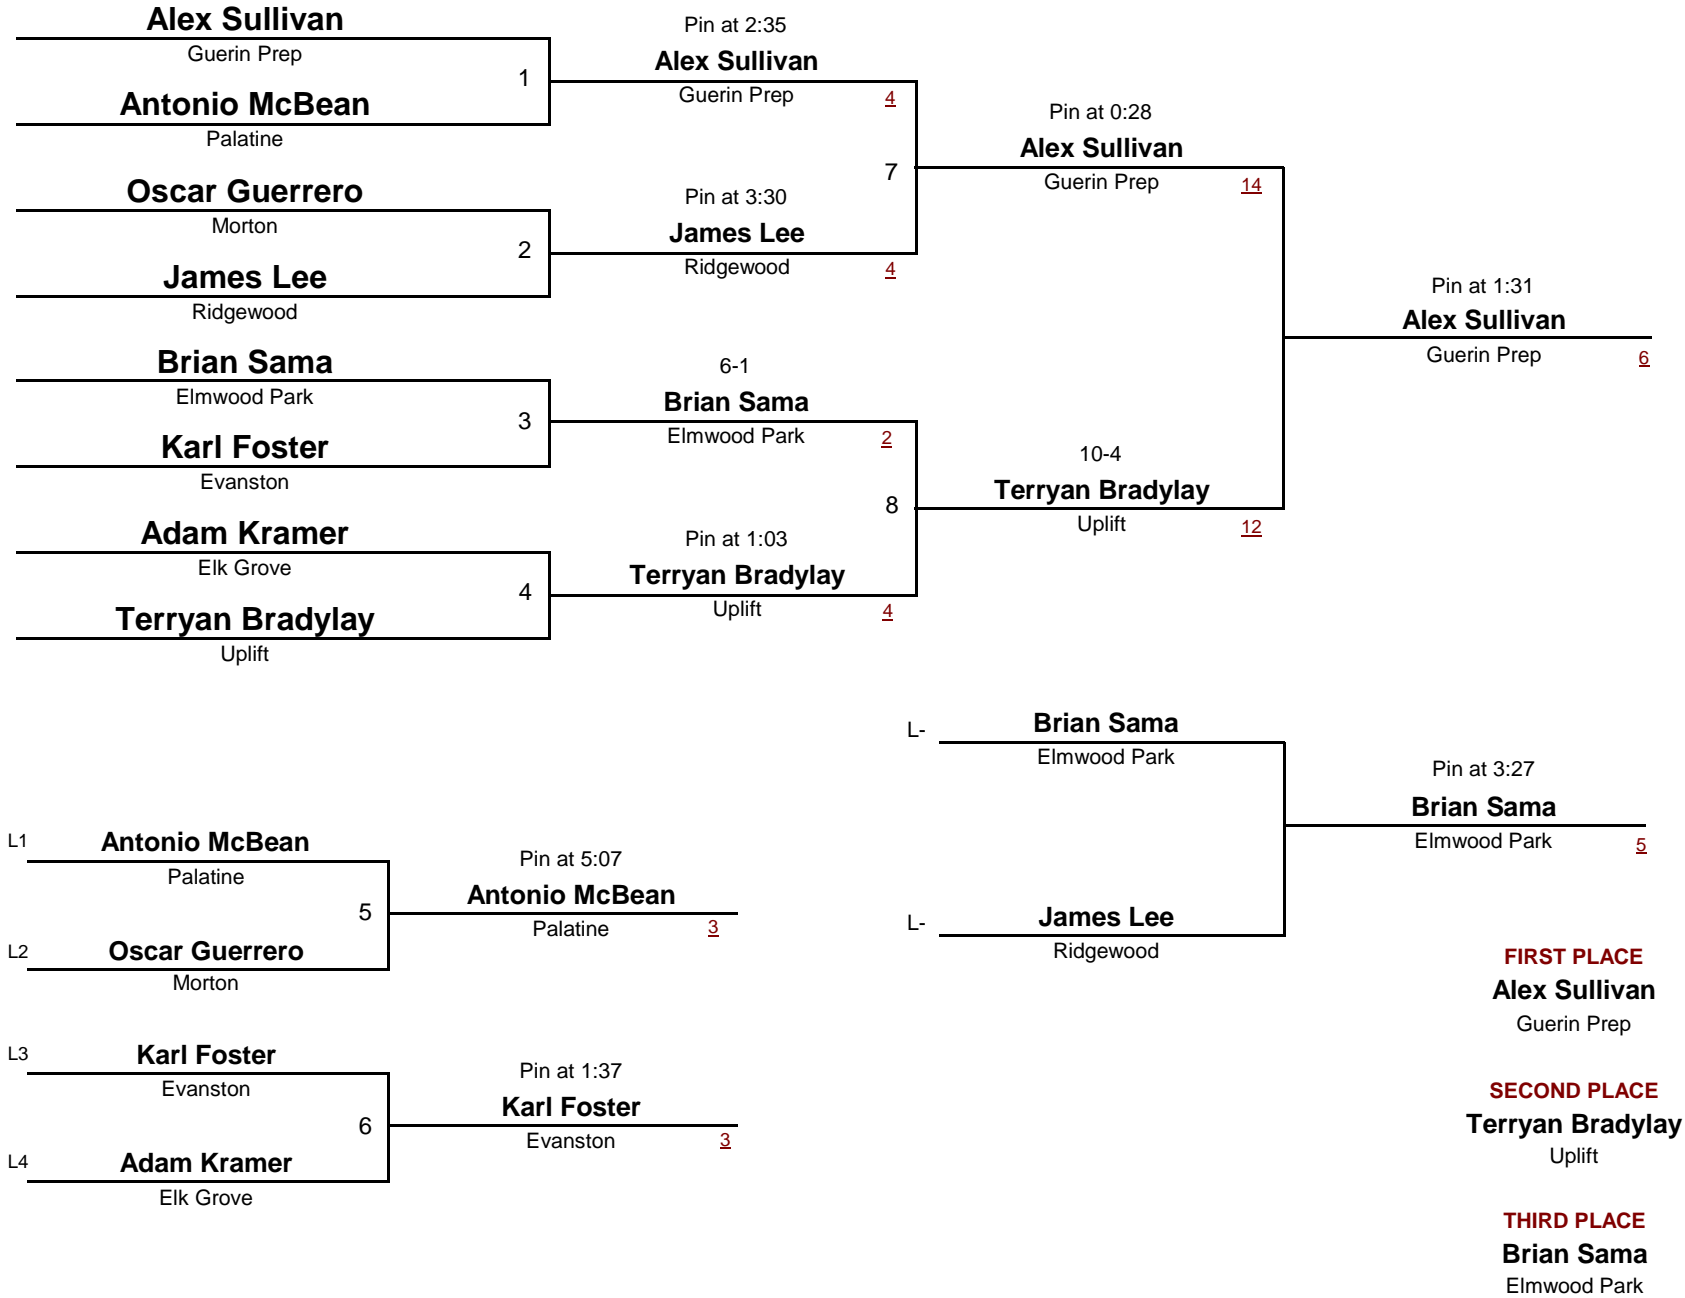 Alex Sullivan
Guerin Prep
1
Antonio McBean
Palatine
Oscar Guerrero
Morton
2
James Lee
Ridgewood
Brian Sama
Elmwood Park
3
Karl Foster
Evanston
Adam Kramer
Elk Grove
4
Terryan Bradylay
Uplift
Pin at 2:35
Alex Sullivan
Guerin Prep
4
7
Pin at 3:30
James Lee
Ridgewood
4
6-1
Brian Sama
Elmwood Park
2
8
Pin at 1:03
Terryan Bradylay
Uplift
4
Pin at 0:28
Alex Sullivan
Guerin Prep
14
10-4
Terryan Bradylay
Uplift
12
Pin at 1:31
Alex Sullivan
Guerin Prep
6
L-
Brian Sama
Elmwood Park
L-
James Lee
Ridgewood
Pin at 3:27
Brian Sama
Elmwood Park
5
L1
Antonio McBean
Palatine
5
L2
Oscar Guerrero
Morton
Pin at 5:07
Antonio McBean
Palatine
3
L3
Karl Foster
Evanston
6
L4
Adam Kramer
Elk Grove
Pin at 1:37
Karl Foster
Evanston
3
FIRST PLACE
Alex Sullivan
Guerin Prep
SECOND PLACE
Terryan Bradylay
Uplift
THIRD PLACE
Brian Sama
Elmwood Park